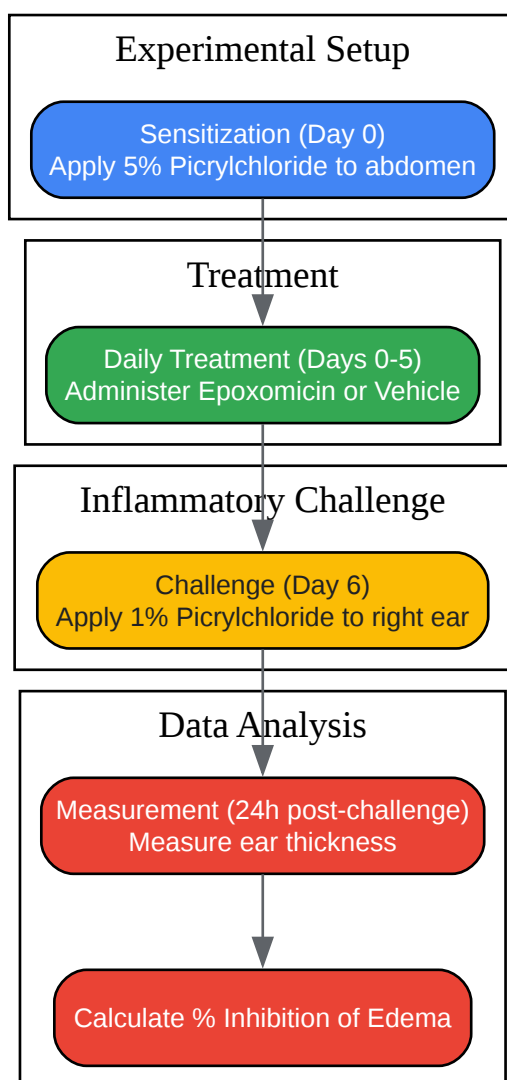 Experimental Setup
Sensitization (Day 0)
Apply 5% Picrylchloride to abdomen
Treatment
Daily Treatment (Days 0-5)
Administer Epoxomicin or Vehicle
Inflammatory Challenge
Challenge (Day 6)
Apply 1% Picrylchloride to right ear
Data Analysis
Measurement (24h post-challenge)
Measure ear thickness
Calculate % Inhibition of Edema